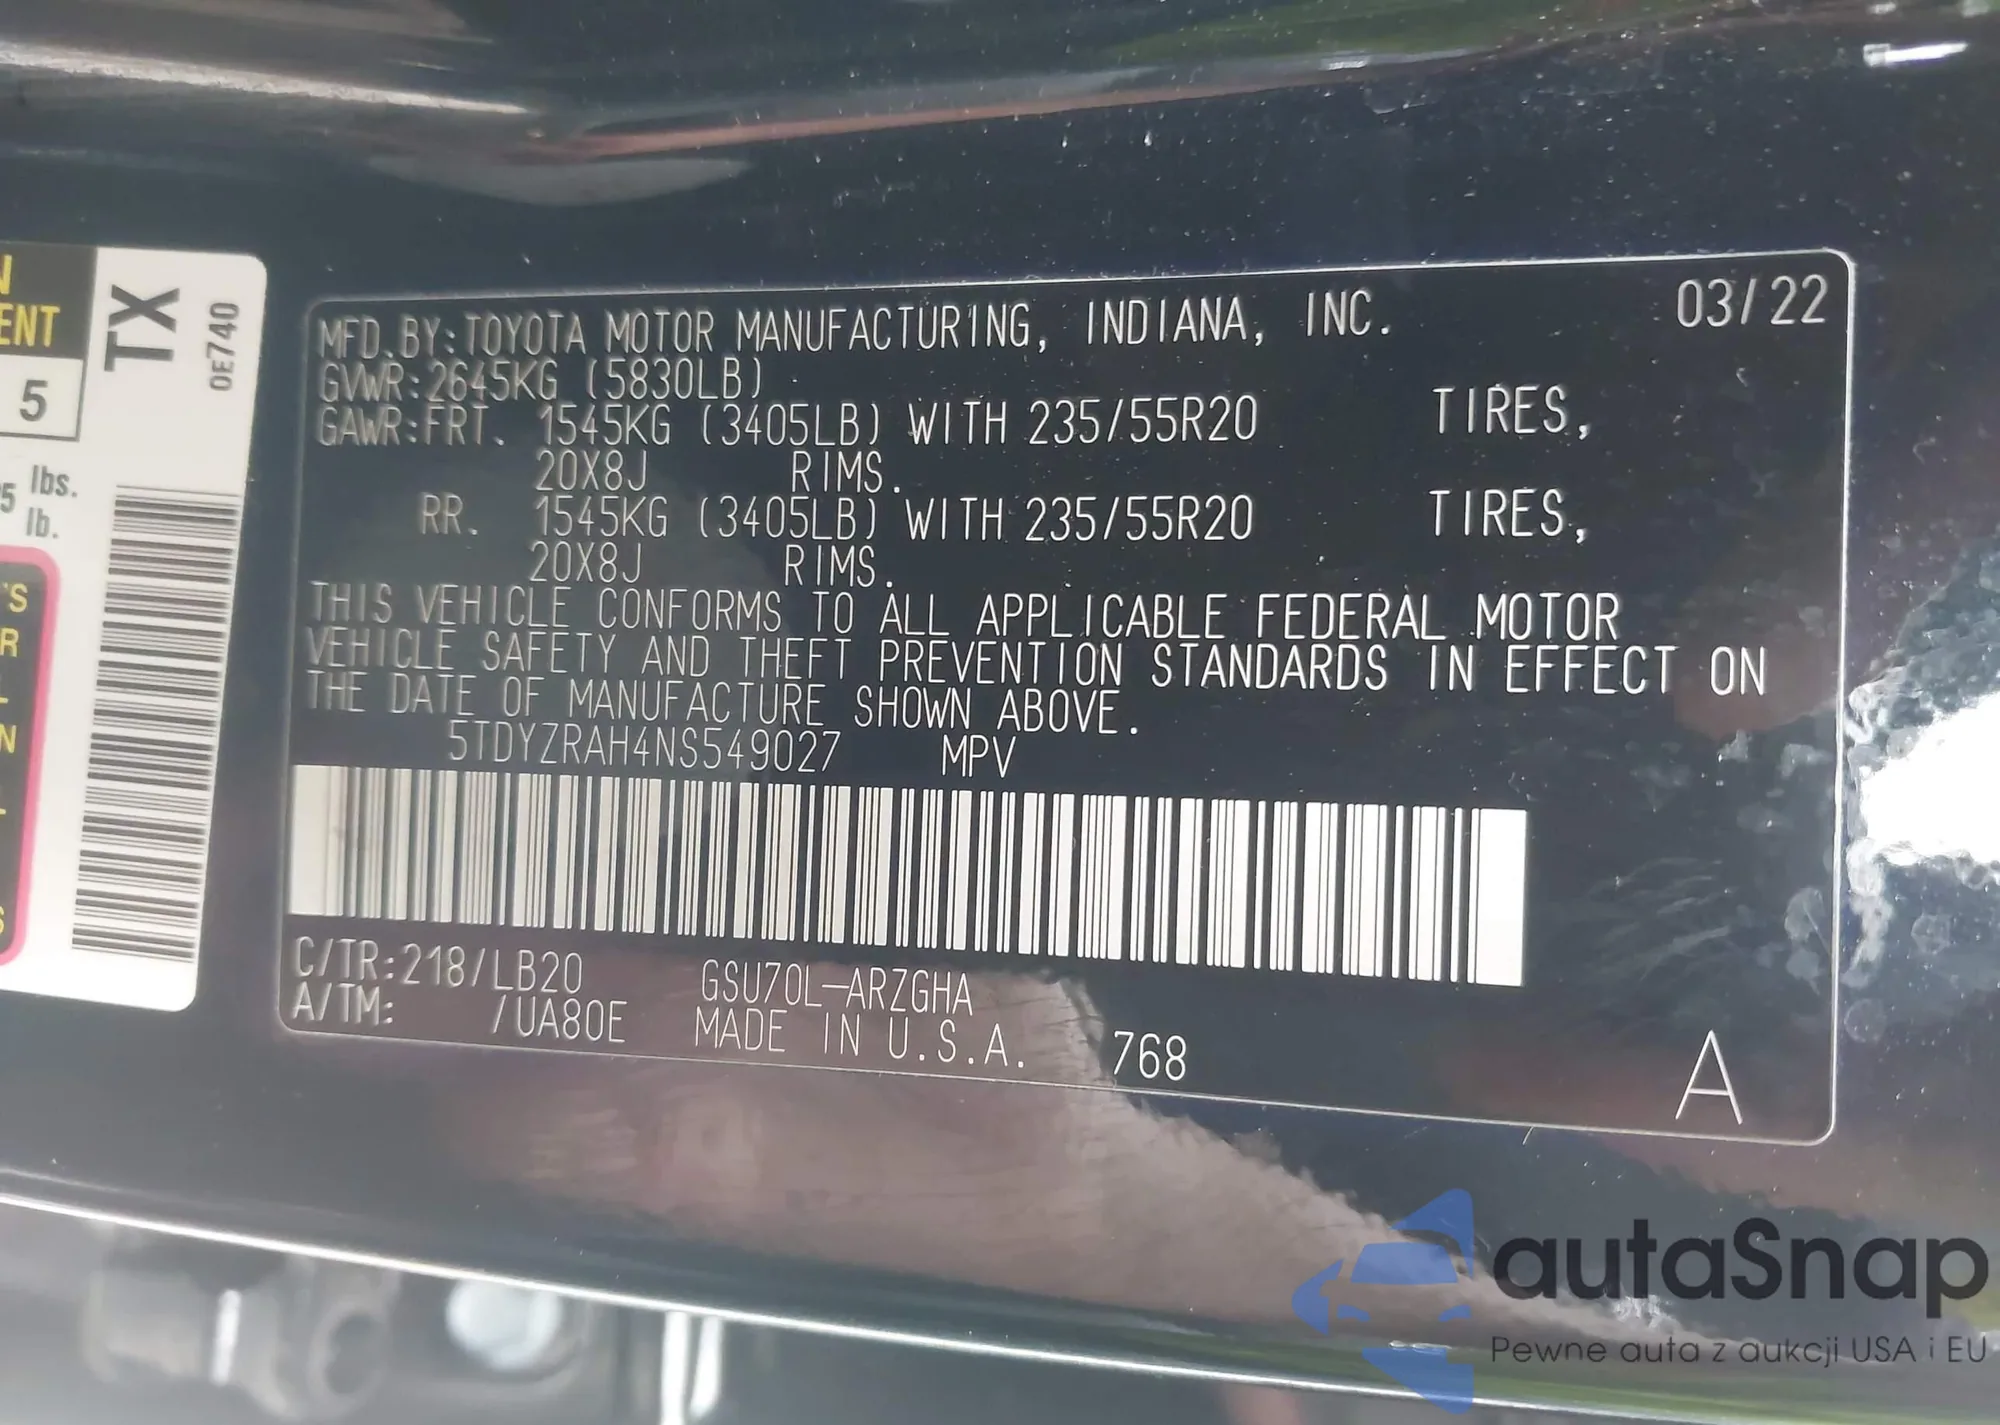 N
ENT
5
TX
0E740
lbs.
lb.
'S
R
N
S
MFD. BY: TOYOTA MOTOR MANUFACTURING, INDIANA, INC. 03/22
GVWR: 2645KG (5830LB)
GAWR: FRT. 1545KG (3405LB) WITH 235/55R20 TIRES,
20X8J RIMS.
RR. 1545KG (3405LB) WITH 235/55R20 TIRES,
20X8J RIMS.
THIS VEHICLE CONFORMS TO ALL APPLICABLE FEDERAL MOTOR
VEHICLE SAFETY AND THEFT PREVENTION STANDARDS IN EFFECT ON
THE DATE OF MANUFACTURE SHOWN ABOVE.
5TDYZRAH4NS549027 MPV
C/TR: 218/LB20 GSU70L-ARZGHA
A/TM: /UA80E MADE IN U.S.A. 768
A
autaSnap
Pewne auta z aukcji USA i EU